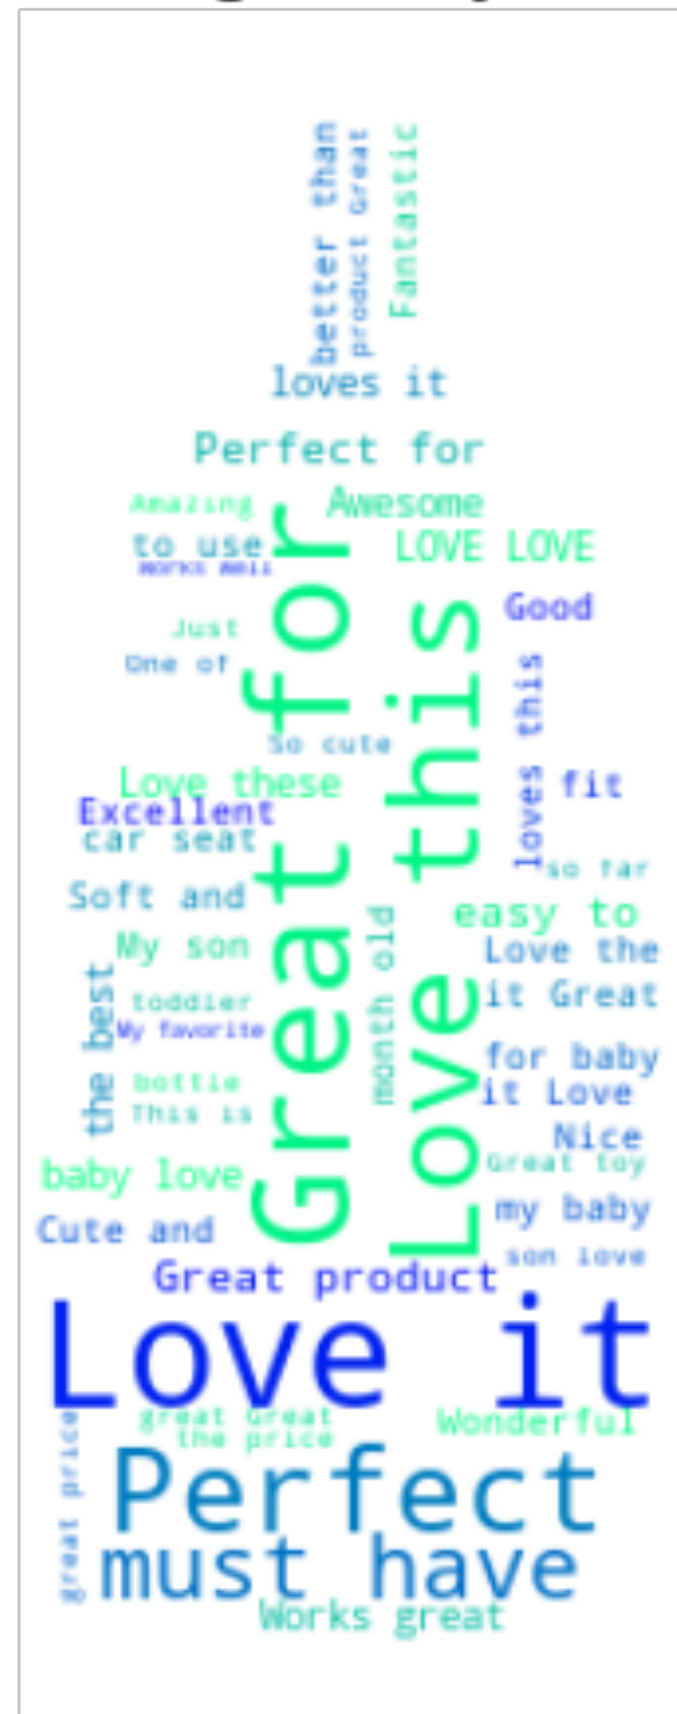 better than
product Great
Fantastic
loves it
Perfect for
Amazing
Awesome
to use
LOVE LOVE
works well
Great for
Love this
Good
Just
One of
loves this
So cute
Love these
fit
Excellent
car seat
so far
Soft and
easy to
month old
My son
Love the
the best
toddler
it Great
My favorite
for baby
bottle
it Love
This is
Nice
baby love
Great toy
my baby
Cute and
son love
Great product
Love it
great Great
Wonderful
the price
great price
Perfect
must have
Works great